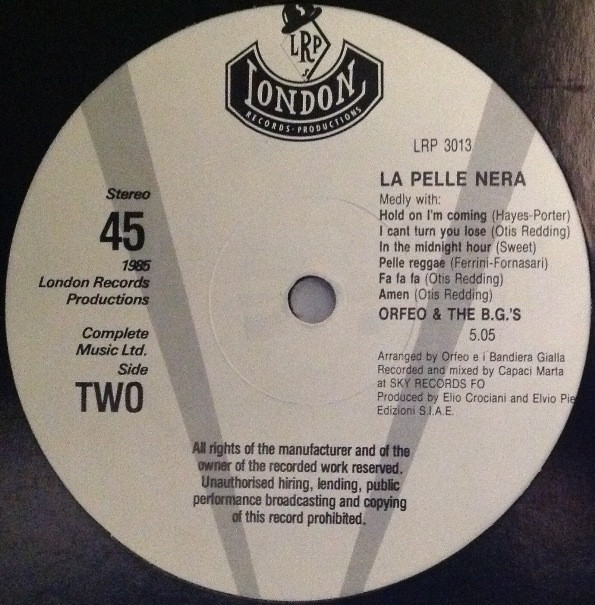 LRP
LONDON
RECORDS-PRODUCTIONS
LRP 3013
LA PELLE NERA
Medly with:
Hold on I'm coming (Hayes-Porter)
I cant turn you lose (Otis Redding)
In the midnight hour (Sweet)
Pelle reggae (Ferrini-Fornasari)
Fa fa fa (Otis Redding)
Amen (Otis Redding)
ORFEO & THE B.G.'S
5.05
Arranged by Orfeo e i Bandiera Gialla
Recorded and mixed by Capaci Marta
at SKY RECORDS FO
Produced by Elio Crociani and Elvio Pie
Edizioni S.I.A.E.
Stereo
45
1985
London Records
Productions
Complete
Music Ltd.
Side
TWO
All rights of the manufacturer and of the
owner of the recorded work reserved.
Unauthorised hiring, lending, public
performance broadcasting and copying
of this record prohibited.